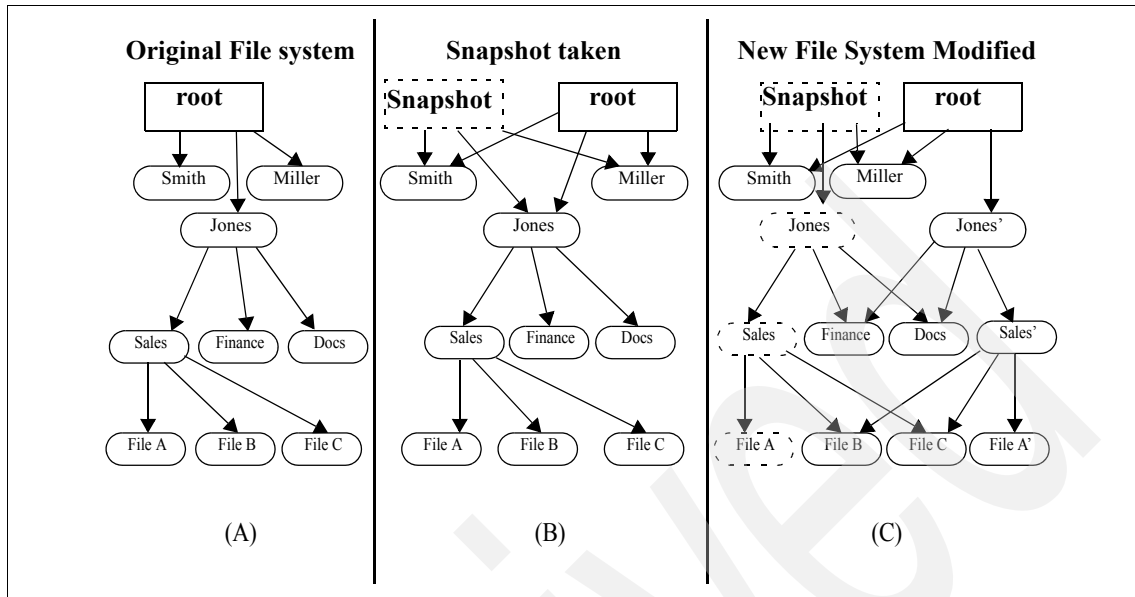 Original File system
root
Smith
Miller
Jones
Sales
Finance
Docs
File A
File B
File C
(A)
Snapshot taken
Snapshot
root
Smith
Miller
Jones
Sales
Finance
Docs
File A
File B
File C
(B)
New File System Modified
Snapshot
root
Smith
Miller
Jones
Jones’
Sales
Finance
Docs
Sales’
File A
File B
File C
File A’
(C)